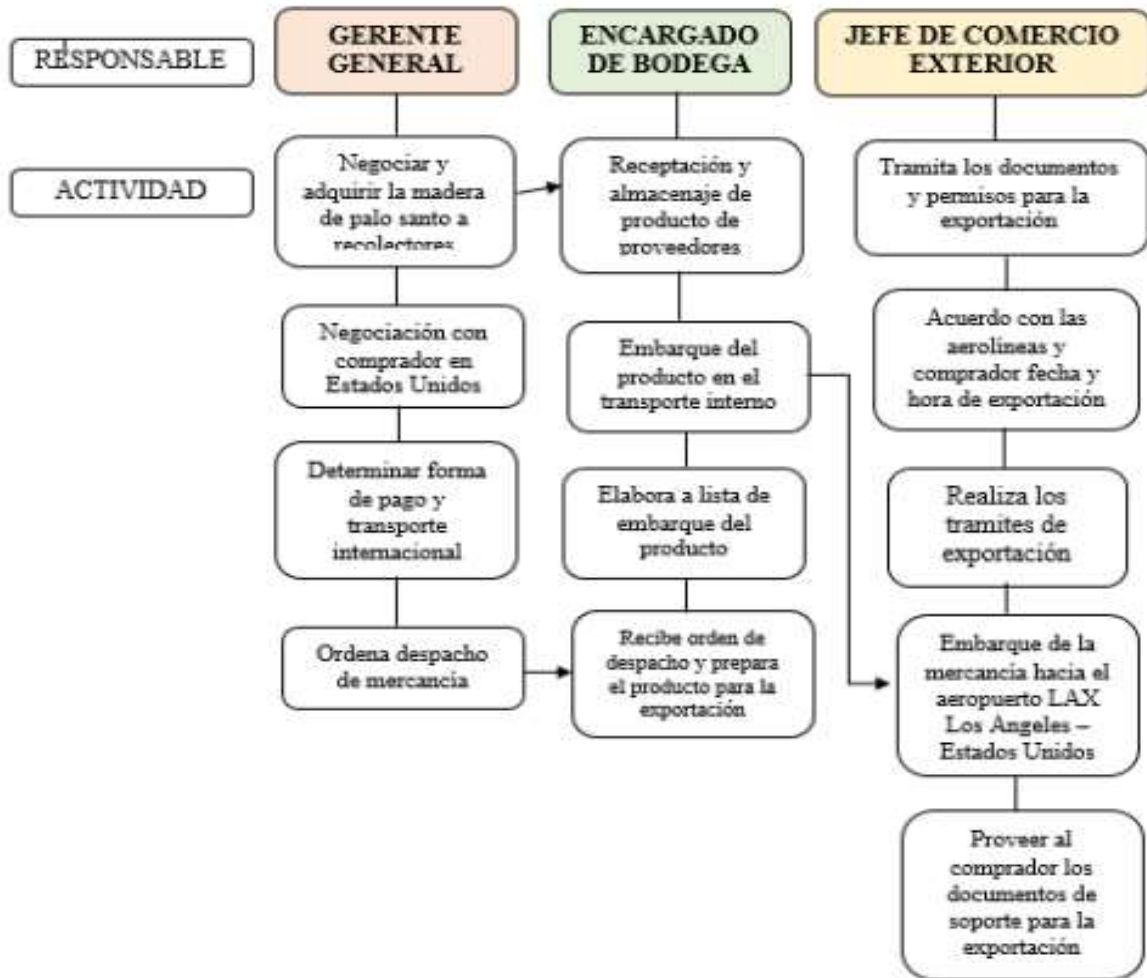 RESPONSABLE
GERENTE
GENERAL
ENCARGADO
DE BODEGA
JEFE DE COMERCIO
EXTERIOR
ACTIVIDAD
Negociar y
adquirir la madera
de palo santo a
recolectores
Receptación y
almacenaje de
producto de
proveedores
Tramita los documentos
y permisos para la
exportación
Negociación con
comprador en
Estados Unidos
Embarque del
producto en el
transporte interno
Acuerdo con las
aerolíneas y
comprador fecha y
hora de exportación
Determinar forma
de pago y
transporte
internacional
Elabora a lista de
embarque del
producto
Realiza los
tramites de
exportación
Ordena despacho
de mercancía
Recibe orden de
despacho y prepara
el producto para la
exportación
Embarque de la
mercancía hacia el
aeropuerto LAX
Los Angeles –
Estados Unidos
Proveer al
comprador los
documentos de
soporte para la
exportación